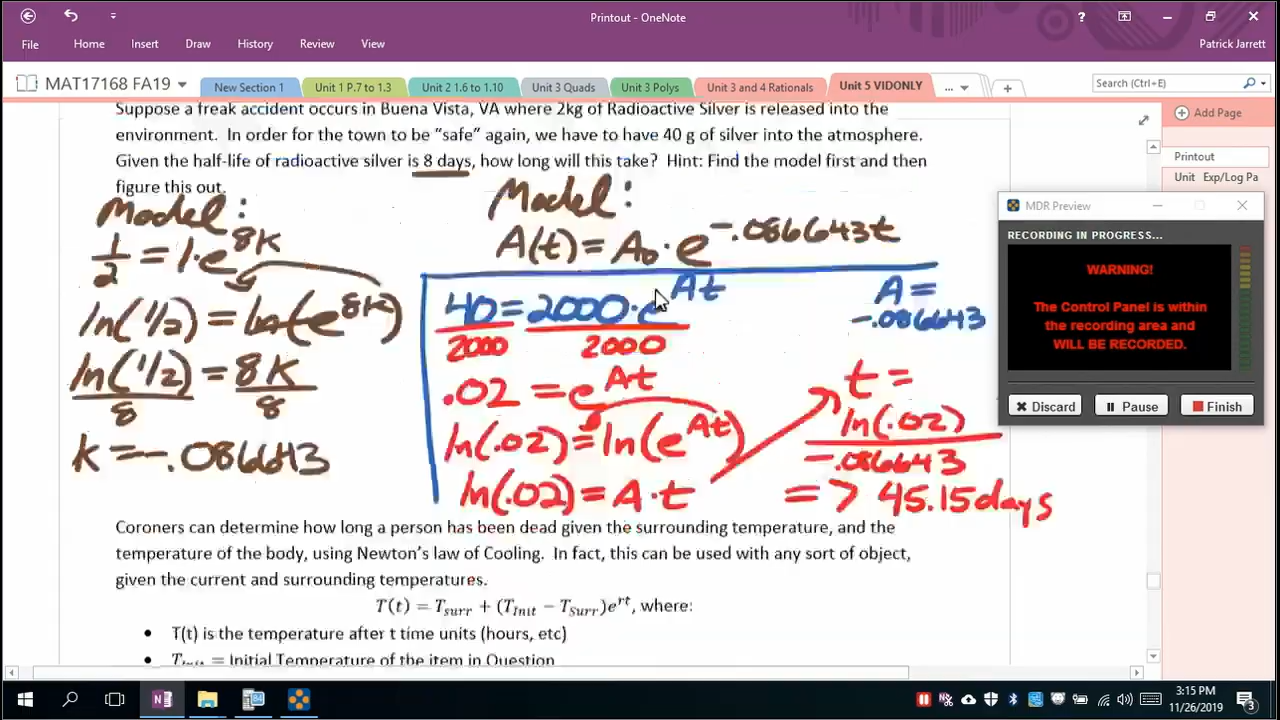 Printout - OneNote
File Home Insert Draw History Review View
Patrick Jarrett
MAT17168 FA19
New Section 1
Unit 1 P.7 to 1.3
Unit 2 1.6 to 1.10
Unit 3 Quads
Unit 3 Polys
Unit 3 and 4 Rationals
Unit 5 VIDONLY
...
Search (Ctrl+E)
Add Page
Printout
Unit Exp/Log Pa
Suppose a freak accident occurs in Buena Vista, VA where 2kg of Radioactive Silver is released into the
environment. In order for the town to be “safe” again, we have to have 40 g of silver into the atmosphere.
Given the half-life of radioactive silver is 8 days, how long will this take? Hint: Find the model first and then
figure this out.
Model:
1/2 = 1·e^8K
ln(1/2) = ln(e^8K)
ln(1/2)/8 = 8K/8
k = -.086643
Model:
A(t) = A₀·e^-.086643t
40 = 2000·e^At
2000 2000
.02 = e^At
ln(.02) = ln(e^At)
ln(.02) = A·t
A =
-.086643
t =
ln(.02)
-.086643
=> 45.15days
MDR Preview
RECORDING IN PROGRESS...
WARNING!
The Control Panel is within
the recording area and
WILL BE RECORDED.
Discard
Pause
Finish
Coroners can determine how long a person has been dead given the surrounding temperature, and the
temperature of the body, using Newton’s law of Cooling. In fact, this can be used with any sort of object,
given the current and surrounding temperatures.
T(t) = T_surr + (T_Init − T_Surr)e^rt, where:
• T(t) is the temperature after t time units (hours, etc)
• T_Init = Initial Temperature of the item in Question
3:15 PM
11/26/2019
3